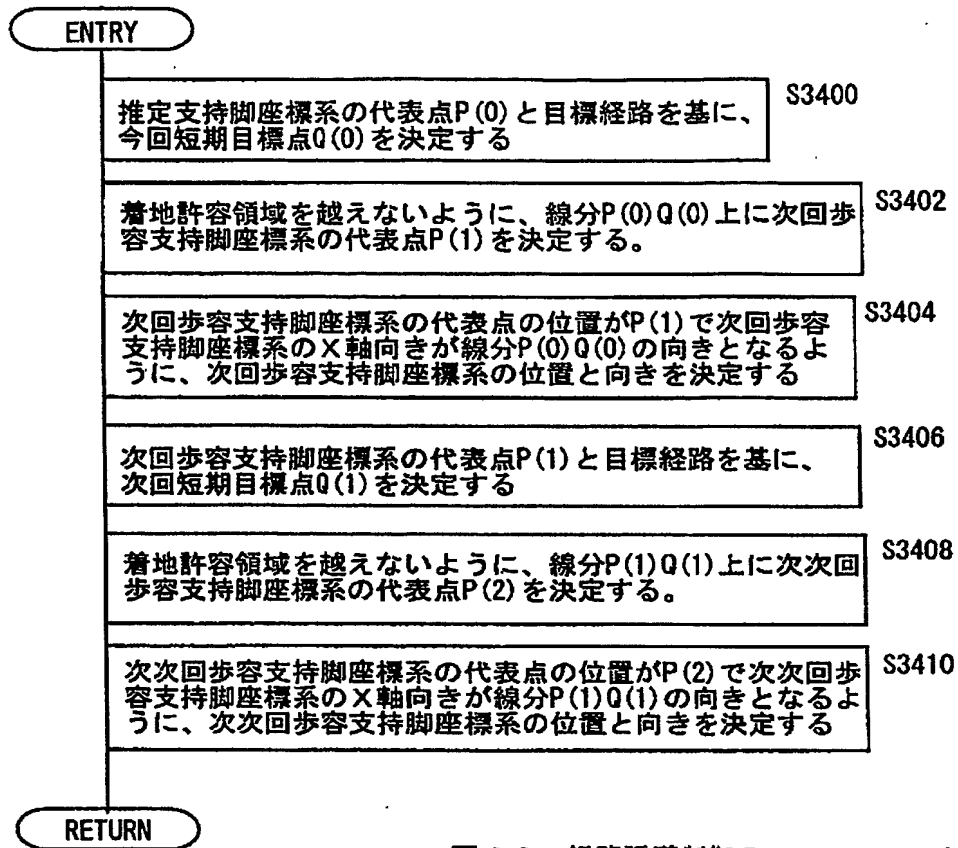 ENTRY
S3400
推定支持脚座標系の代表点P(0)と目標経路を基に、
今回短期目標点Q(0)を決定する
S3402
着地許容領域を越えないように、線分P(0)Q(0)上に次回歩
容支持脚座標系の代表点P(1)を決定する。
S3404
次回歩容支持脚座標系の代表点の位置がP(1)で次回歩容
支持脚座標系のX軸向きが線分P(0)Q(0)の向きとなるよ
うに、次回歩容支持脚座標系の位置と向きを決定する
S3406
次回歩容支持脚座標系の代表点P(1)と目標経路を基に、
次回短期目標点Q(1)を決定する
S3408
着地許容領域を越えないように、線分P(1)Q(1)上に次次回
歩容支持脚座標系の代表点P(2)を決定する。
S3410
次次回歩容支持脚座標系の代表点の位置がP(2)で次次回歩
容支持脚座標系のX軸向きが線分P(1)Q(1)の向きとなるよ
うに、次次回歩容支持脚座標系の位置と向きを決定する
RETURN